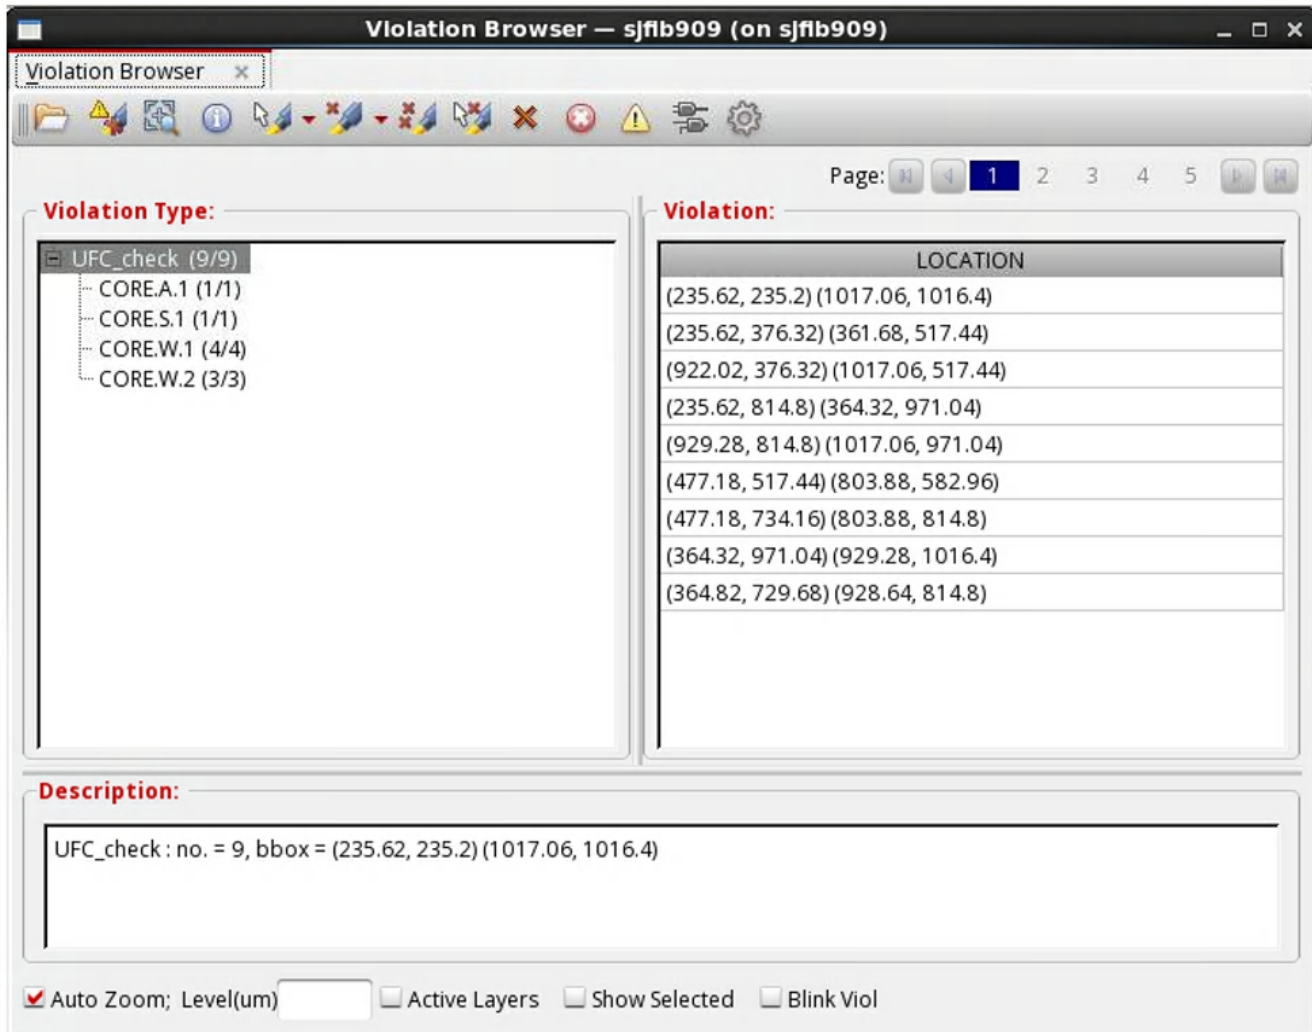 Violation Browser — sjflb909 (on sjflb909)
Violation Browser
Page: 1 2 3 4 5
Violation Type:
UFC_check (9/9)
CORE.A.1 (1/1)
CORE.S.1 (1/1)
CORE.W.1 (4/4)
CORE.W.2 (3/3)
Violation:
LOCATION
(235.62, 235.2) (1017.06, 1016.4)
(235.62, 376.32) (361.68, 517.44)
(922.02, 376.32) (1017.06, 517.44)
(235.62, 814.8) (364.32, 971.04)
(929.28, 814.8) (1017.06, 971.04)
(477.18, 517.44) (803.88, 582.96)
(477.18, 734.16) (803.88, 814.8)
(364.32, 971.04) (929.28, 1016.4)
(364.82, 729.68) (928.64, 814.8)
Description:
UFC_check : no. = 9, bbox = (235.62, 235.2) (1017.06, 1016.4)
Auto Zoom; Level(um) Active Layers Show Selected Blink Viol